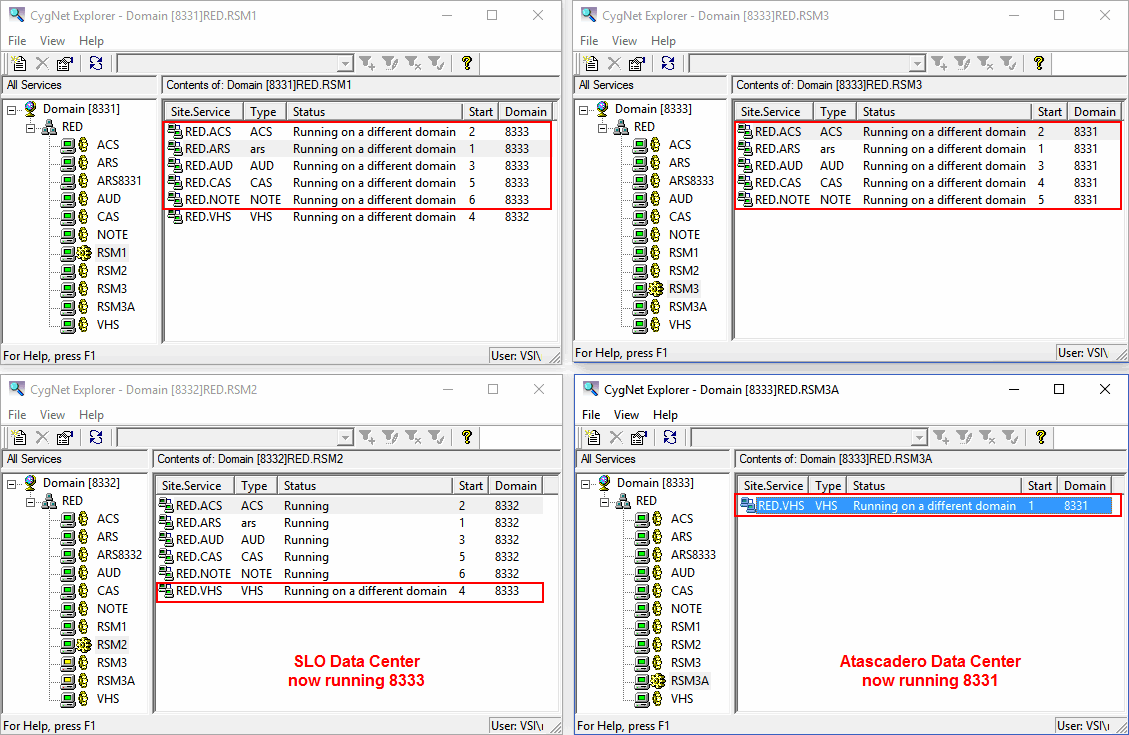 CygNet Explorer - Domain [8331]RED.RSM1
File View Help
All Services
Contents of: Domain [8331]RED.RSM1
Domain [8331]
RED
ACS
ARS
ARS8331
AUD
CAS
NOTE
RSM1
RSM2
RSM3
RSM3A
VHS
Site.Service Type Status Start Domain
RED.ACS ACS Running on a different domain 2 8333
RED.ARS ars Running on a different domain 1 8333
RED.AUD AUD Running on a different domain 3 8333
RED.CAS CAS Running on a different domain 5 8333
RED.NOTE NOTE Running on a different domain 6 8333
RED.VHS VHS Running on a different domain 4 8332
For Help, press F1
User: VSI\
CygNet Explorer - Domain [8333]RED.RSM3
File View Help
All Services
Contents of: Domain [8333]RED.RSM3
Domain [8333]
RED
ACS
ARS
ARS8333
AUD
CAS
NOTE
RSM1
RSM2
RSM3
RSM3A
VHS
Site.Service Type Status Start Domain
RED.ACS ACS Running on a different domain 2 8331
RED.ARS ars Running on a different domain 1 8331
RED.AUD AUD Running on a different domain 3 8331
RED.CAS CAS Running on a different domain 4 8331
RED.NOTE NOTE Running on a different domain 5 8331
For Help, press F1
User: VSI\
CygNet Explorer - Domain [8332]RED.RSM2
File View Help
All Services
Contents of: Domain [8332]RED.RSM2
Domain [8332]
RED
ACS
ARS
ARS8332
AUD
CAS
NOTE
RSM1
RSM2
RSM3
RSM3A
VHS
Site.Service Type Status Start Domain
RED.ACS ACS Running 2 8332
RED.ARS ars Running 1 8332
RED.AUD AUD Running 3 8332
RED.CAS CAS Running 5 8332
RED.NOTE NOTE Running 6 8332
RED.VHS VHS Running on a different domain 4 8333
SLO Data Center
now running 8333
For Help, press F1
User: VSI\
CygNet Explorer - Domain [8333]RED.RSM3A
File View Help
All Services
Contents of: Domain [8333]RED.RSM3A
Domain [8333]
RED
ACS
ARS
ARS8333
AUD
CAS
NOTE
RSM1
RSM2
RSM3
RSM3A
VHS
Site.Service Type Status Start Domain
RED.VHS VHS Running on a different domain 1 8331
Atascadero Data Center
now running 8331
For Help, press F1
User: VSI\